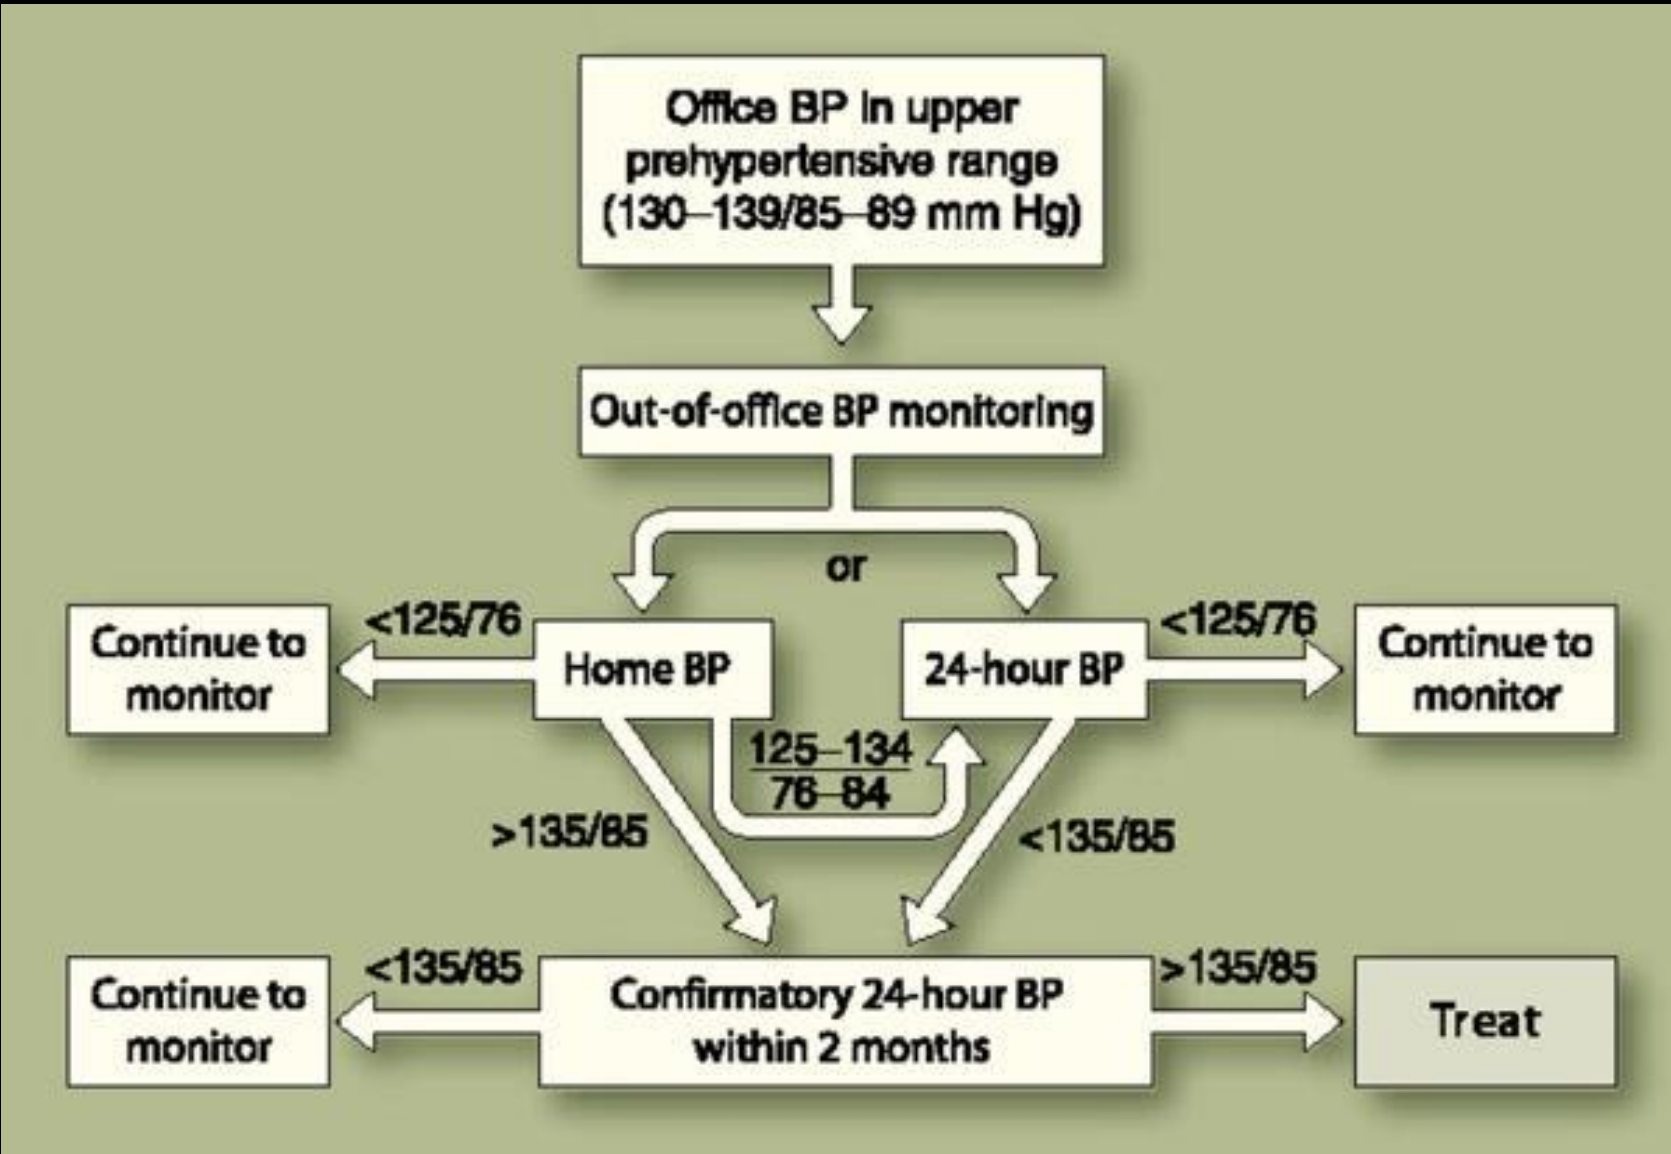 Office BP in upper
prehypertensive range
(130–139/85–89 mm Hg)
Out-of-office BP monitoring
or
Continue to
monitor
<125/76
Home BP
24-hour BP
<125/76
Continue to
monitor
125–134
76–84
>135/85
<135/85
Continue to
monitor
<135/85
Confirmatory 24-hour BP
within 2 months
>135/85
Treat